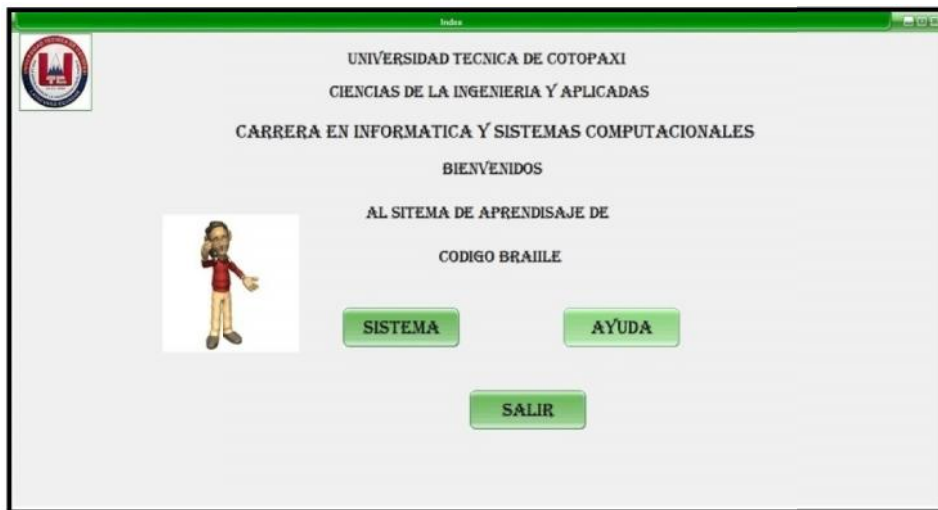 Index
UNIVERSIDAD TECNICA DE COTOPAXI
CIENCIAS DE LA INGENIERIA Y APLICADAS
CARRERA EN INFORMATICA Y SISTEMAS COMPUTACIONALES
BIENVENIDOS
AL SITEMA DE APRENDISAJE DE
CODIGO BRAIILE
SISTEMA
AYUDA
SALIR